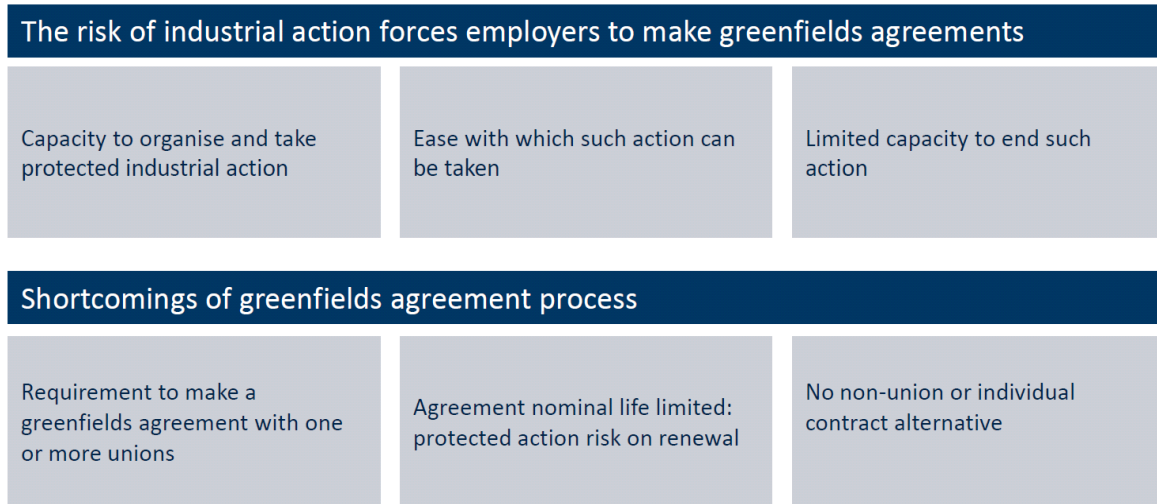 The risk of industrial action forces employers to make greenfields agreements
Capacity to organise and take
protected industrial action
Ease with which such action can
be taken
Limited capacity to end such
action
Shortcomings of greenfields agreement process
Requirement to make a
greenfields agreement with one
or more unions
Agreement nominal life limited:
protected action risk on renewal
No non-union or individual
contract alternative